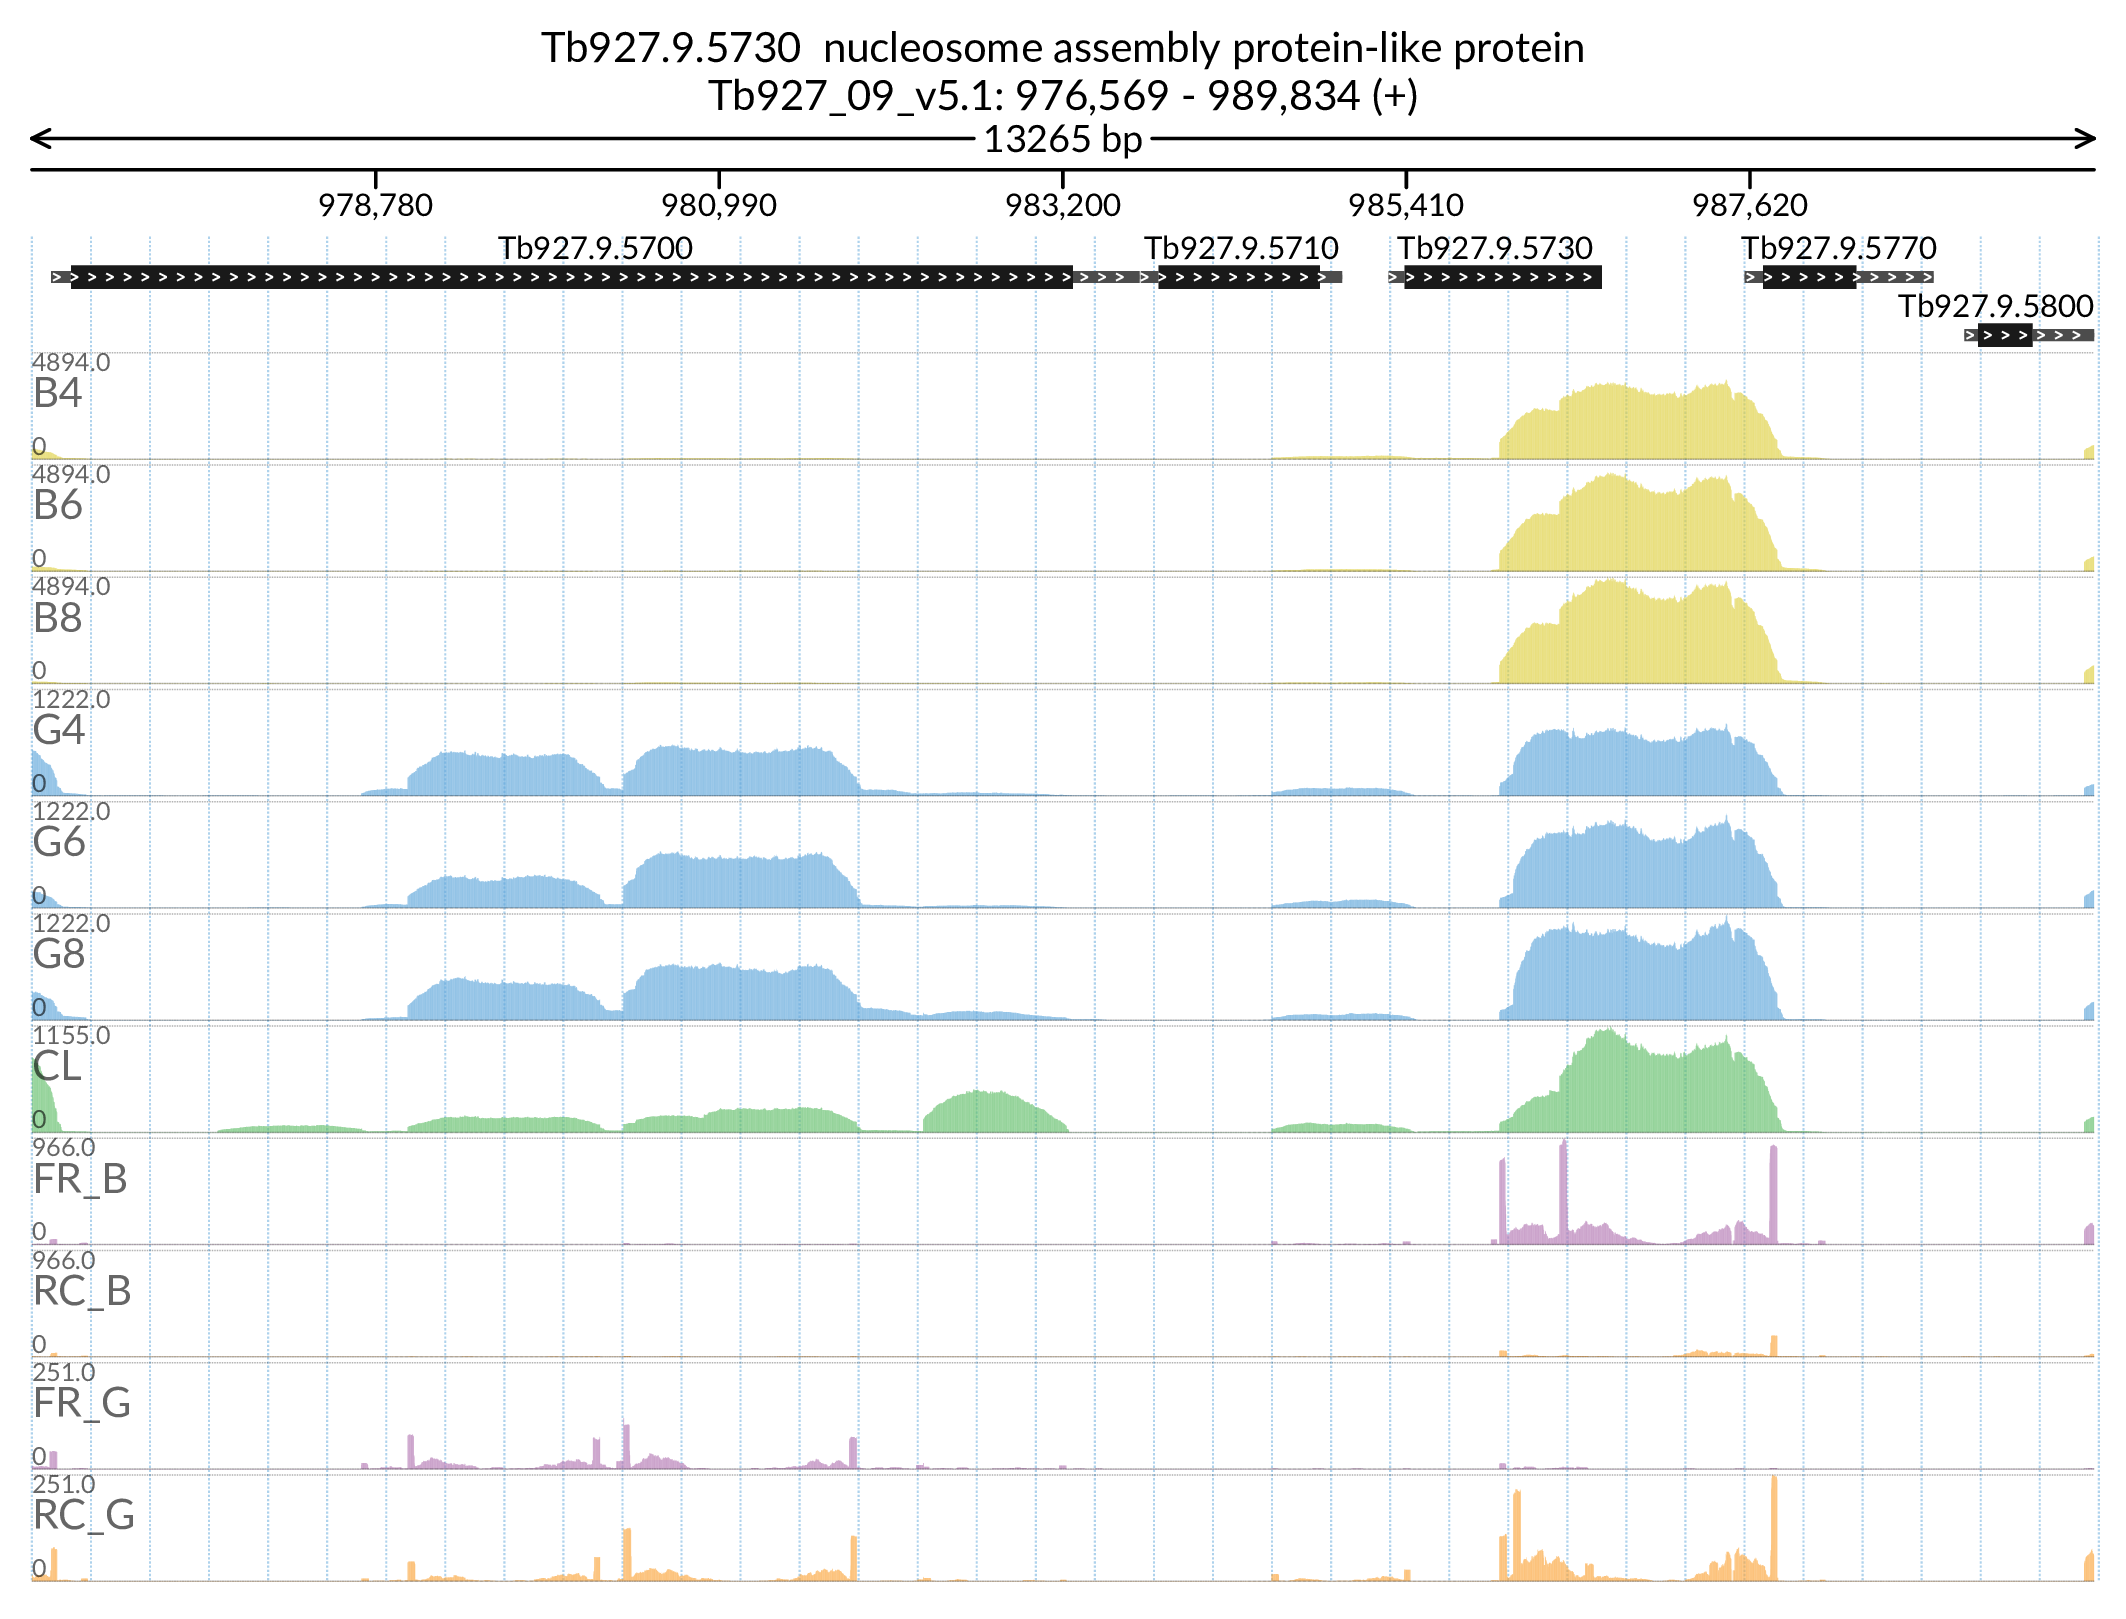 Tb927.9.5730  nucleosome assembly protein-like protein
Tb927_09_v5.1: 976,569 - 989,834 (+)
13265 bp
978,780 980,990 983,200 985,410 987,620
Tb927.9.5700 Tb927.9.5710 Tb927.9.5730 Tb927.9.5770
Tb927.9.5800
4894.0
B4
0
4894.0
B6
0
4894.0
B8
0
1222.0
G4
0
1222.0
G6
0
1222.0
G8
0
1155.0
CL
0
966.0
FR_B
0
966.0
RC_B
0
251.0
FR_G
0
251.0
RC_G
0